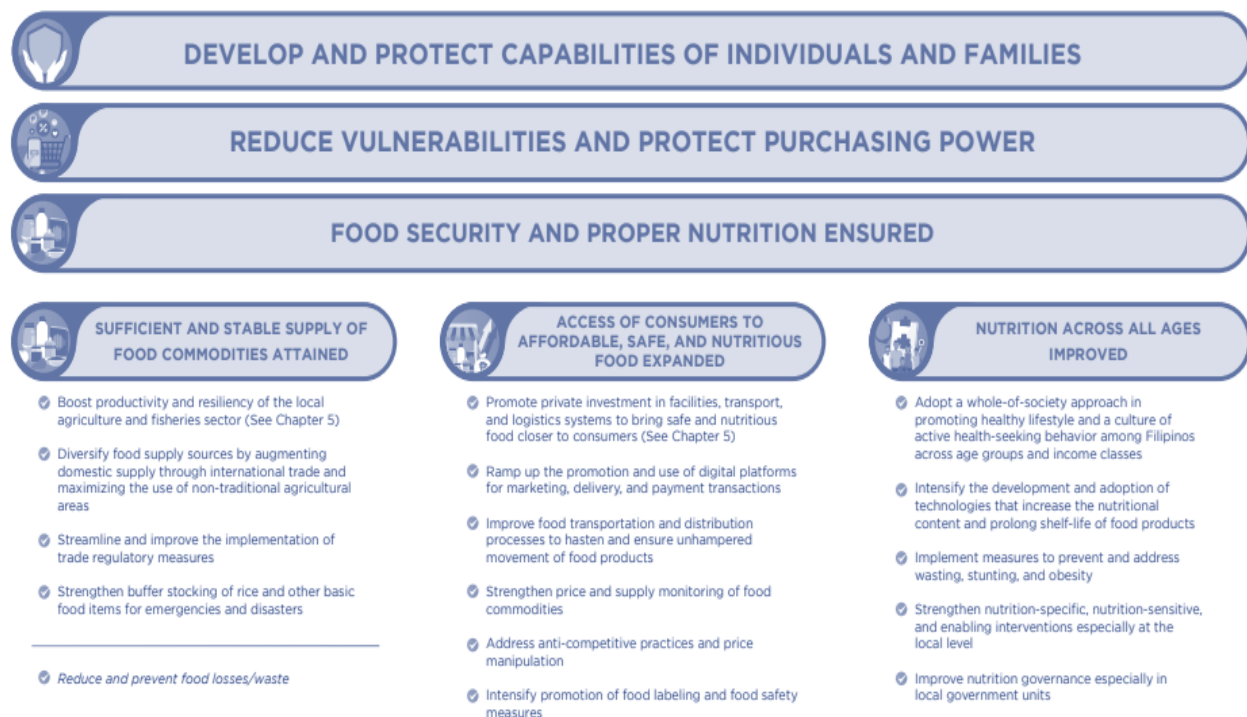 DEVELOP AND PROTECT CAPABILITIES OF INDIVIDUALS AND FAMILIES
REDUCE VULNERABILITIES AND PROTECT PURCHASING POWER
FOOD SECURITY AND PROPER NUTRITION ENSURED
SUFFICIENT AND STABLE SUPPLY OF
FOOD COMMODITIES ATTAINED
Boost productivity and resiliency of the local
agriculture and fisheries sector (See Chapter 5)
Diversify food supply sources by augmenting
domestic supply through international trade and
maximizing the use of non-traditional agricultural
areas
Streamline and improve the implementation of
trade regulatory measures
Strengthen buffer stocking of rice and other basic
food items for emergencies and disasters
Reduce and prevent food losses/waste
ACCESS OF CONSUMERS TO
AFFORDABLE, SAFE, AND NUTRITIOUS
FOOD EXPANDED
Promote private investment in facilities, transport,
and logistics systems to bring safe and nutritious
food closer to consumers (See Chapter 5)
Ramp up the promotion and use of digital platforms
for marketing, delivery, and payment transactions
Improve food transportation and distribution
processes to hasten and ensure unhampered
movement of food products
Strengthen price and supply monitoring of food
commodities
Address anti-competitive practices and price
manipulation
Intensify promotion of food labeling and food safety
measures
NUTRITION ACROSS ALL AGES
IMPROVED
Adopt a whole-of-society approach in
promoting healthy lifestyle and a culture of
active health-seeking behavior among Filipinos
across age groups and income classes
Intensify the development and adoption of
technologies that increase the nutritional
content and prolong shelf-life of food products
Implement measures to prevent and address
wasting, stunting, and obesity
Strengthen nutrition-specific, nutrition-sensitive,
and enabling interventions especially at the
local level
Improve nutrition governance especially in
local government units